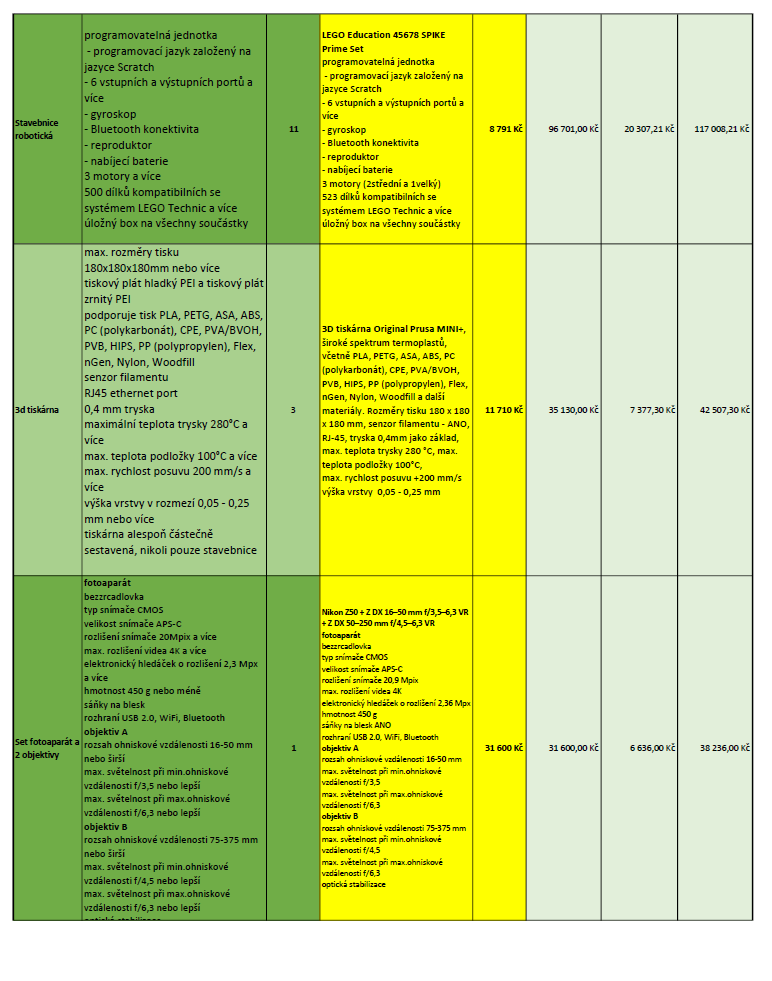 Stavebnice
robotická
programovatelná jednotka
- programovací jazyk založený na
jazyce Scratch
- 6 vstupních a výstupních portů a
více
- gyroskop
- Bluetooth konektivita
- reproduktor
- nabíjecí baterie
3 motory a více
500 dílků kompatibilních se
systémem LEGO Technic a více
úložný box na všechny součástky
11
LEGO Education 45678 SPIKE
Prime Set
programovatelná jednotka
- programovací jazyk založený na
jazyce Scratch
- 6 vstupních a výstupních portů a
více
- gyroskop
- Bluetooth konektivita
- reproduktor
- nabíjecí baterie
3 motory (2střední a 1velký)
523 dílků kompatibilních se
systémem LEGO Technic a více
úložný box na všechny součástky
8 791 Kč
96 701,00 Kč
20 307,21 Kč
117 008,21 Kč
3d tiskárna
max. rozměry tisku
180x180x180mm nebo více
tiskový plát hladký PEI a tiskový plát
zrnitý PEI
podporuje tisk PLA, PETG, ASA, ABS,
PC (polykarbonát), CPE, PVA/BVOH,
PVB, HIPS, PP (polypropylen), Flex,
nGen, Nylon, Woodfill
senzor filamentu
RJ45 ethernet port
0,4 mm tryska
maximální teplota trysky 280°C a
více
max. teplota podložky 100°C a více
max. rychlost posuvu 200 mm/s a
více
výška vrstvy v rozmezí 0,05 - 0,25
mm nebo více
tiskárna alespoň částečně
sestavená, nikoli pouze stavebnice
3
3D tiskárna Original Prusa MINI+,
široké spektrum termoplastů,
včetně PLA, PETG, ASA, ABS, PC
(polykarbonát), CPE, PVA/BVOH,
PVB, HIPS, PP (polypropylen), Flex,
nGen, Nylon, Woodfill a další
materiály. Rozměry tisku 180 x 180
x 180 mm, senzor filamentu - ANO,
RJ-45, tryska 0,4mm jako základ,
max. teplota trysky 280 °C, max.
teplota podložky 100°C,
max. rychlost posuvu +200 mm/s
výška vrstvy 0,05 - 0,25 mm
11 710 Kč
35 130,00 Kč
7 377,30 Kč
42 507,30 Kč
Set fotoaparát a
2 objektivy
fotoaparát
bezzrcadlovka
typ snímače CMOS
velikost snímače APS-C
rozlišení snímače 20Mpix a více
max. rozlišení videa 4K a více
elektronický hledáček o rozlišení 2,3 Mpx
a více
hmotnost 450 g nebo méně
sáňky na blesk
rozhraní USB 2.0, WiFi, Bluetooth
objektiv A
rozsah ohniskové vzdálenosti 16-50 mm
nebo širší
max. světelnost při min.ohniskové
vzdálenosti f/3,5 nebo lepší
max. světelnost při max.ohniskové
vzdálenosti f/6,3 nebo lepší
objektiv B
rozsah ohniskové vzdálenosti 75-375 mm
nebo širší
max. světelnost při min.ohniskové
vzdálenosti f/4,5 nebo lepší
max. světelnost při max.ohniskové
vzdálenosti f/6,3 nebo lepší
1
Nikon Z50 + Z DX 16–50 mm f/3,5–6,3 VR
+ Z DX 50–250 mm f/4,5–6,3 VR
fotoaparát
bezzrcadlovka
typ snímače CMOS
velikost snímače APS-C
rozlišení snímače 20,9 Mpix
max. rozlišení videa 4K
elektronický hledáček o rozlišení 2,36 Mpx
hmotnost 450 g
sáňky na blesk ANO
rozhraní USB 2.0, WiFi, Bluetooth
objektiv A
rozsah ohniskové vzdálenosti 16-50 mm
max. světelnost při min.ohniskové
vzdálenosti f/3,5
max. světelnost při max.ohniskové
vzdálenosti f/6,3
objektiv B
rozsah ohniskové vzdálenosti 75-375 mm
max. světelnost při min.ohniskové
vzdálenosti f/4,5
max. světelnost při max.ohniskové
vzdálenosti f/6,3
optická stabilizace
31 600 Kč
31 600,00 Kč
6 636,00 Kč
38 236,00 Kč